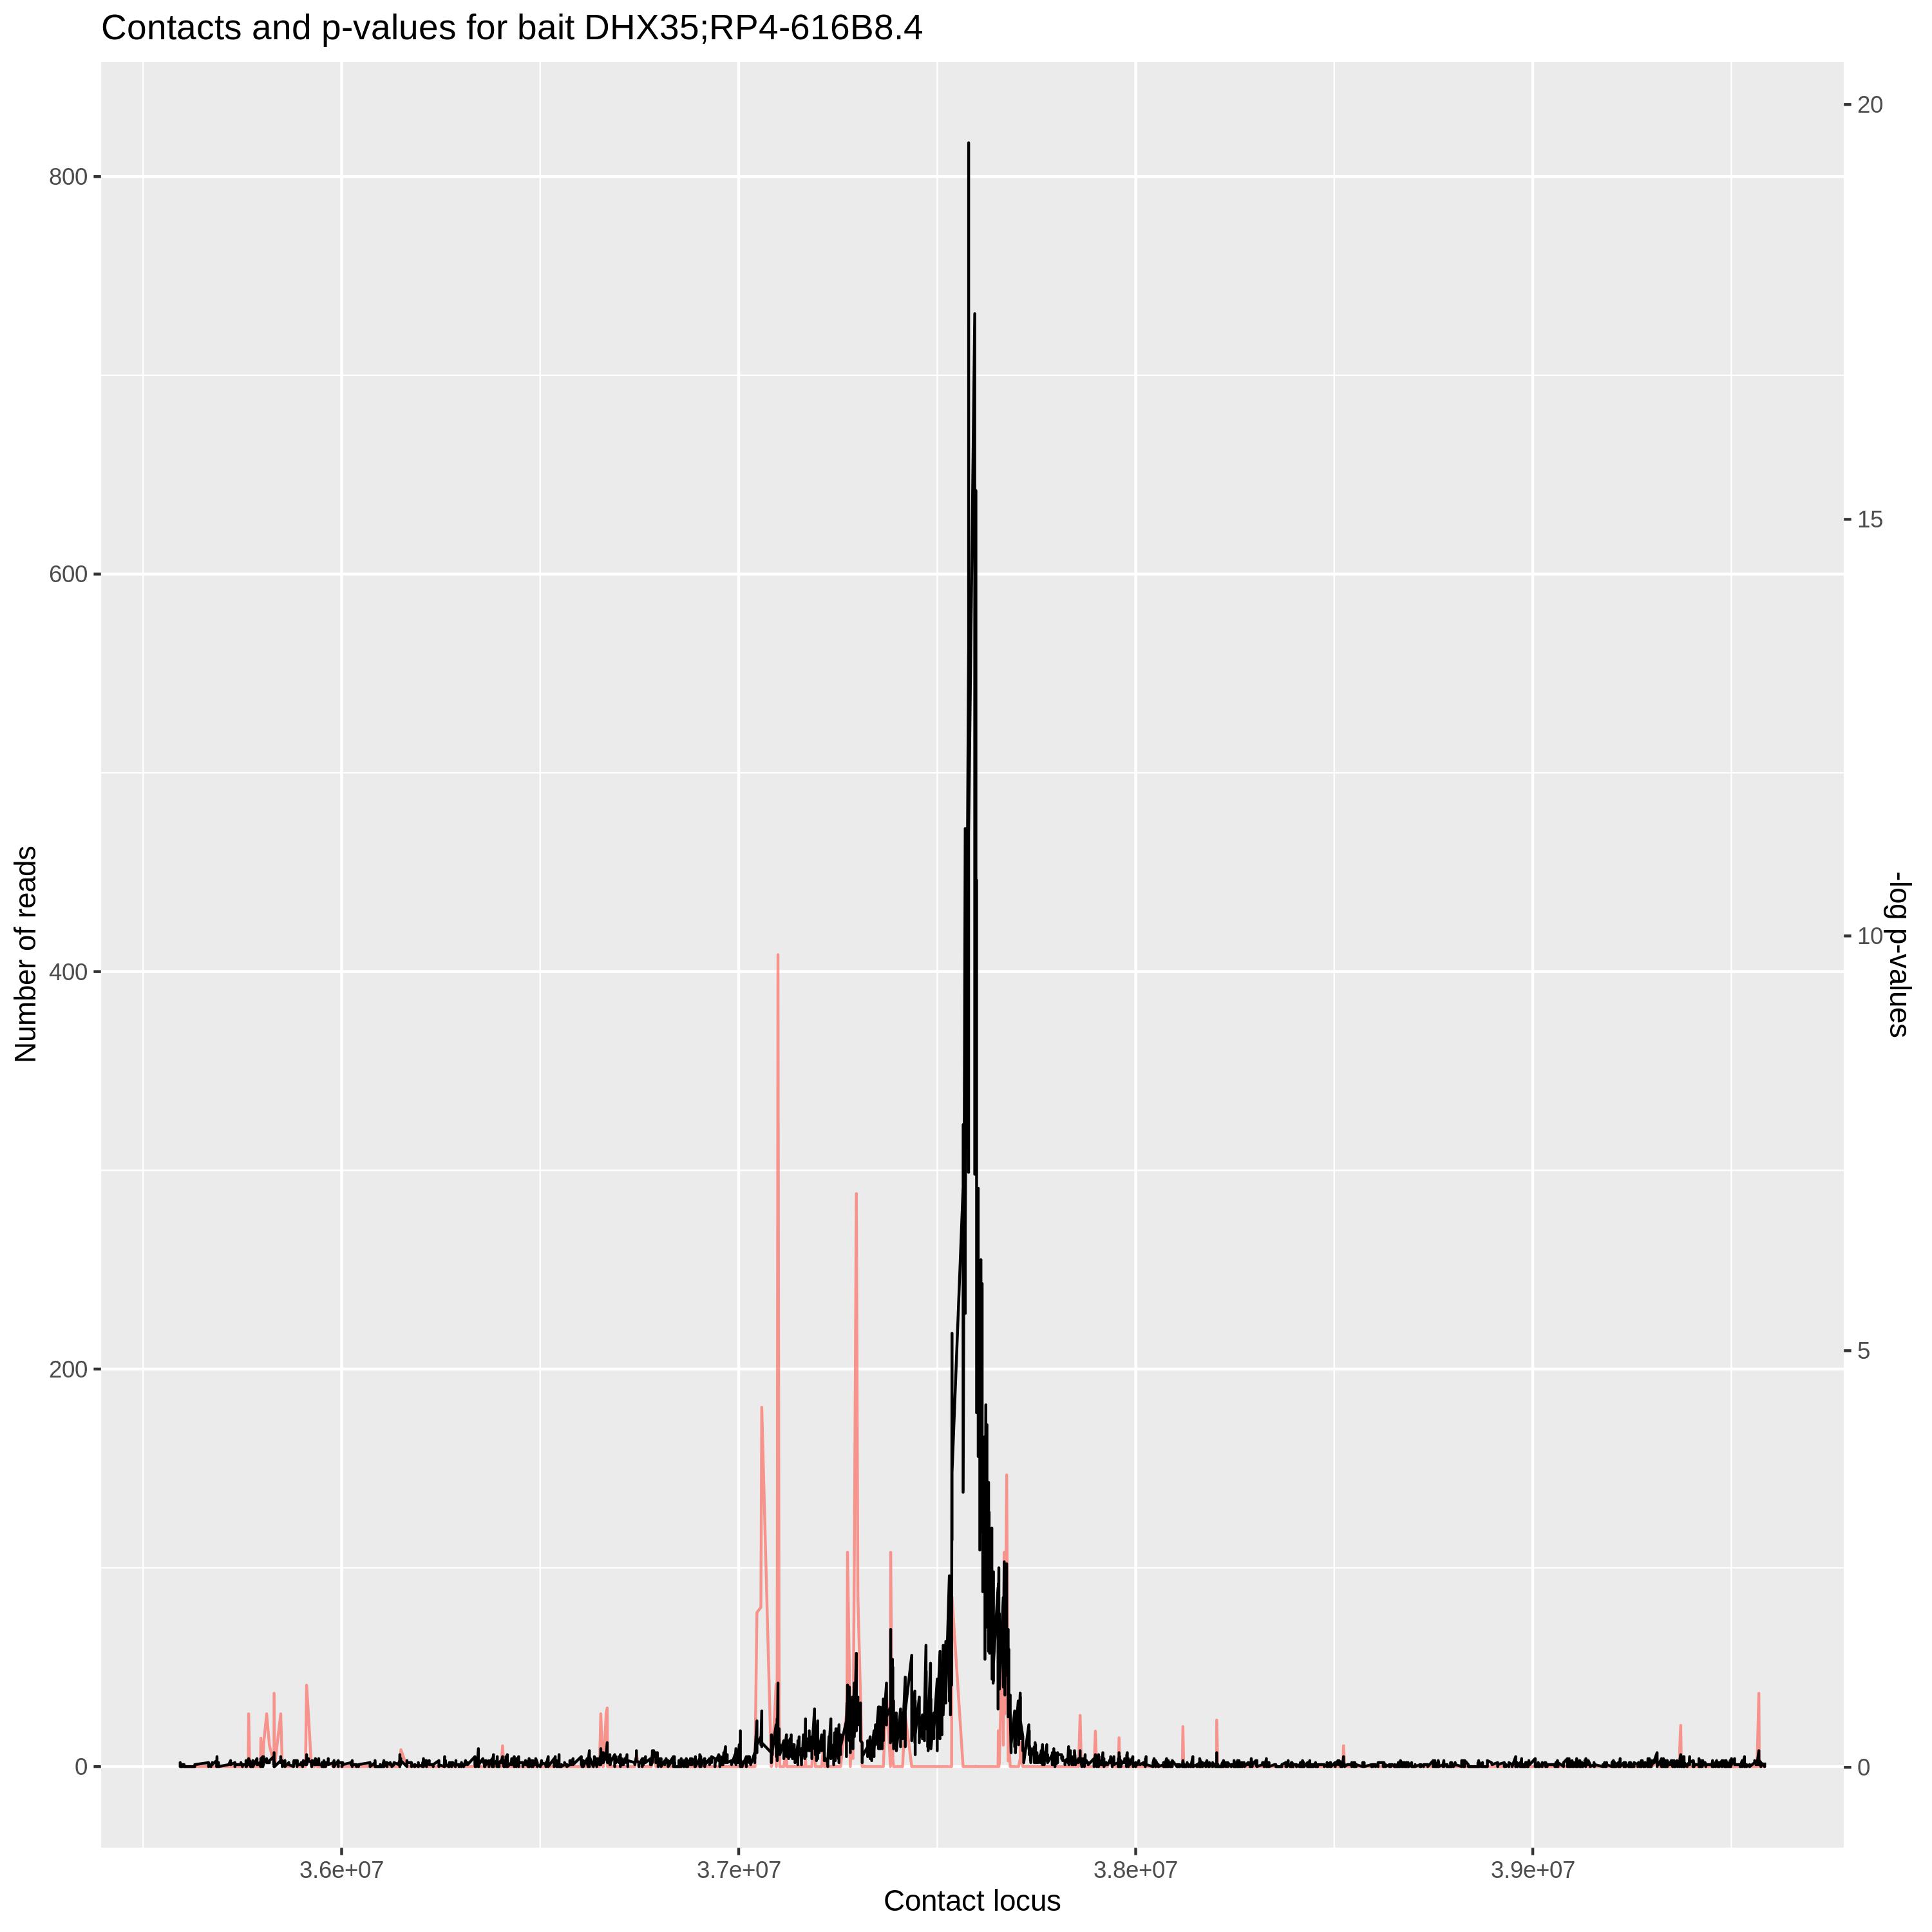 Contacts and p-values for bait DHX35;RP4-616B8.4
800
600
400
200
0
Number of reads
20
15
10
5
0
-log p-values
3.6e+07 3.7e+07 3.8e+07 3.9e+07
Contact locus